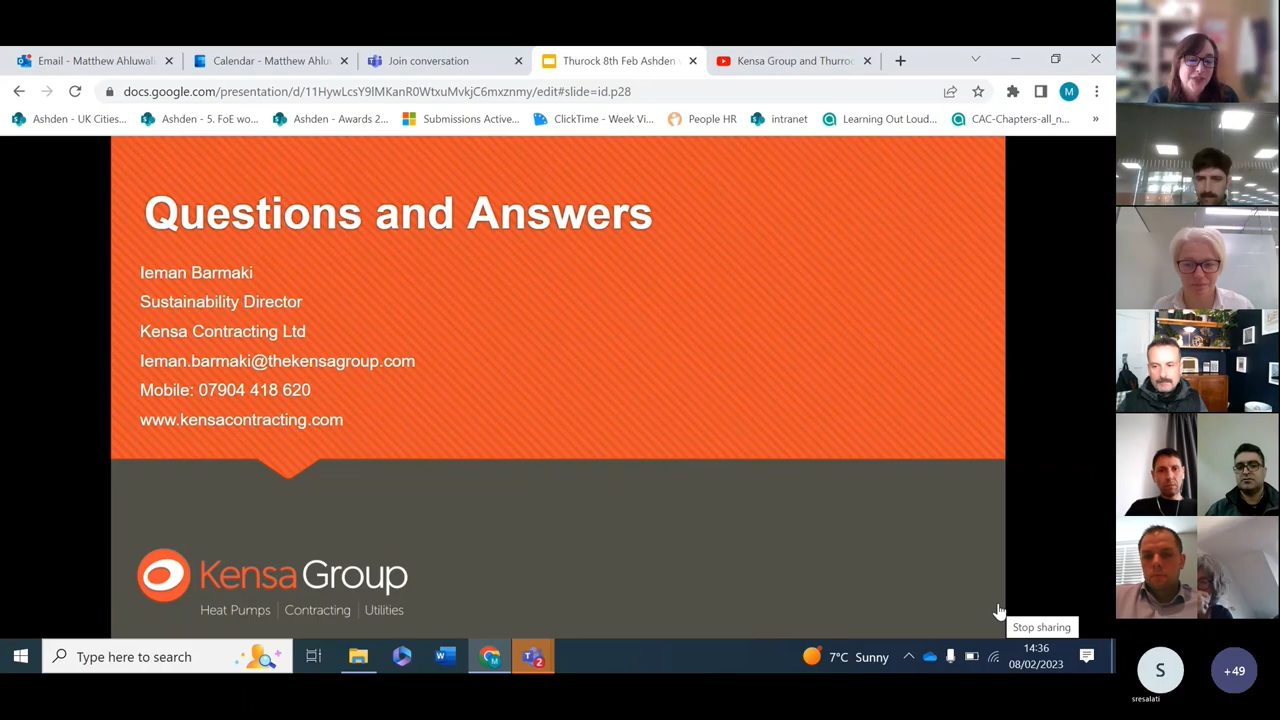 Email - Matthew Ahluwali
Calendar - Matthew Ahlu
Join conversation
Thurock 8th Feb Ashden
Kensa Group and Thurro
docs.google.com/presentation/d/11HywLcsY9lMKanR0WtxuMvkjC6mxznmy/edit#slide=id.p28
M
Ashden - UK Cities...
Ashden - 5. FoE wo...
Ashden - Awards 2...
Submissions Active...
ClickTime - Week Vi...
People HR
intranet
Learning Out Loud...
CAC-Chapters-all_n...
Questions and Answers
Ieman Barmaki
Sustainability Director
Kensa Contracting Ltd
Ieman.barmaki@thekensagroup.com
Mobile: 07904 418 620
www.kensacontracting.com
Kensa Group
Heat Pumps | Contracting | Utilities
Stop sharing
Type here to search
2
7°C Sunny
14:36
08/02/2023
S
sresalati
+49